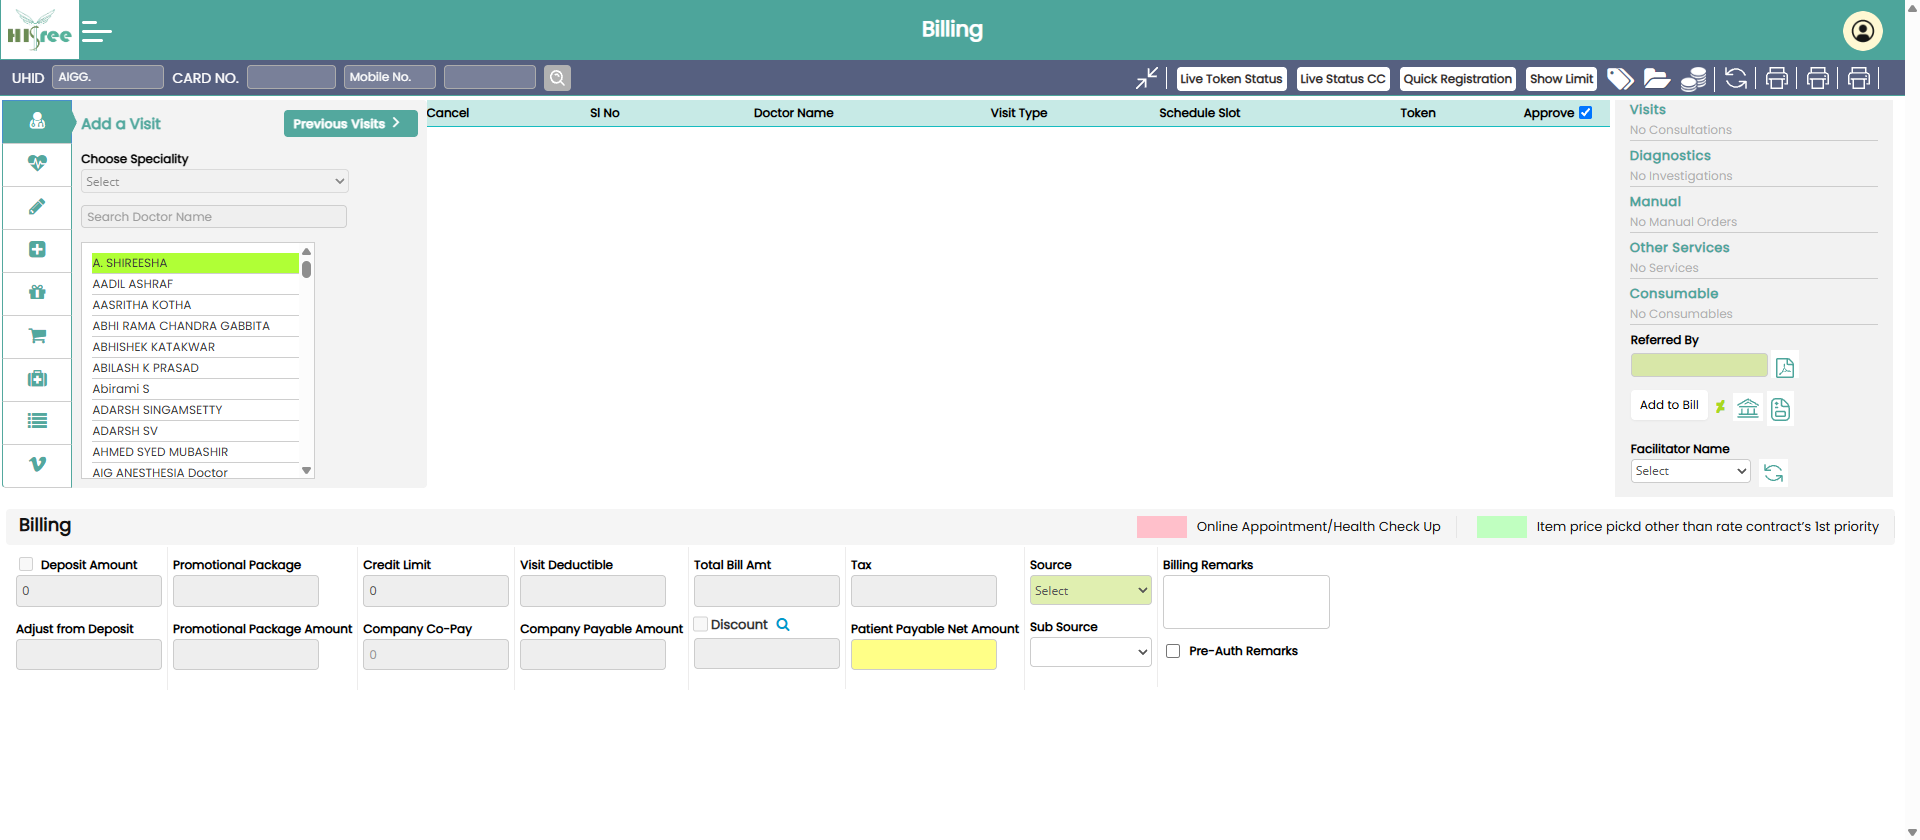 HISree
Billing
UHID AIGG. CARD NO. Mobile No.
Live Token Status Live Status CC Quick Registration Show Limit
Add a Visit
Previous Visits
Choose Speciality
Select
Search Doctor Name
A. SHIREESHA
AADIL ASHRAF
AASRITHA KOTHA
ABHI RAMA CHANDRA GABBITA
ABHISHEK KATAKWAR
ABILASH K PRASAD
Abirami S
ADARSH SINGAMSETTY
ADARSH SV
AHMED SYED MUBASHIR
AIG ANESTHESIA Doctor
Cancel Sl No Doctor Name Visit Type Schedule Slot Token Approve
Visits
No Consultations
Diagnostics
No Investigations
Manual
No Manual Orders
Other Services
No Services
Consumable
No Consumables
Referred By
Add to Bill
Facilitator Name
Select
Billing
Online Appointment/Health Check Up
Item price pickd other than rate contract's 1st priority
Deposit Amount Promotional Package Credit Limit Visit Deductible Total Bill Amt Tax Source Billing Remarks
0 0 Select
Adjust from Deposit Promotional Package Amount Company Co-Pay Company Payable Amount Discount Patient Payable Net Amount Sub Source
0
Pre-Auth Remarks